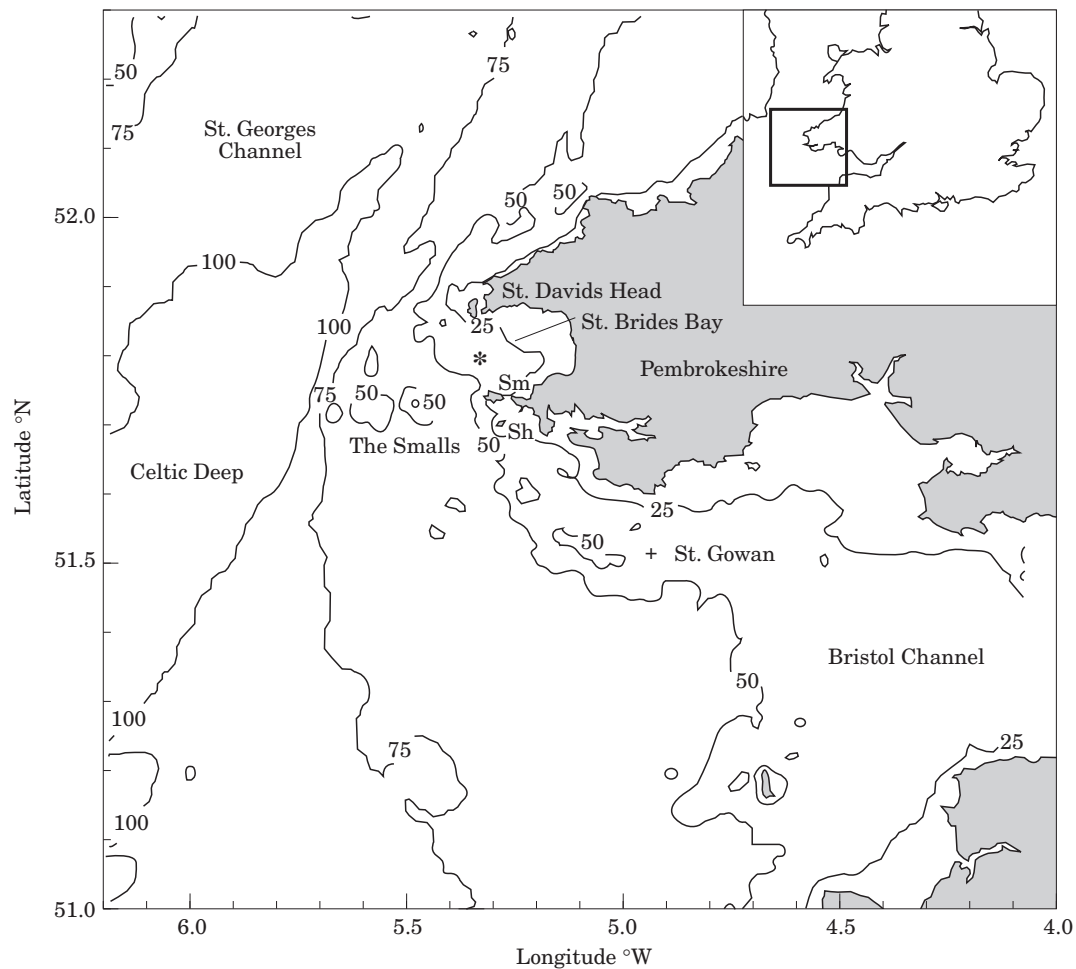 50
75
75
St. Georges
Channel
50
50
52.0
100
St. Davids Head
25
St. Brides Bay
100
*
Pembrokeshire
Sm
75
50
50
Sh
The Smalls
50
Celtic Deep
25
Latitude °N
50
+ St. Gowan
51.5
Bristol Channel
50
100
75
25
100
51.0
6.0
5.5
5.0
4.5
4.0
Longitude °W